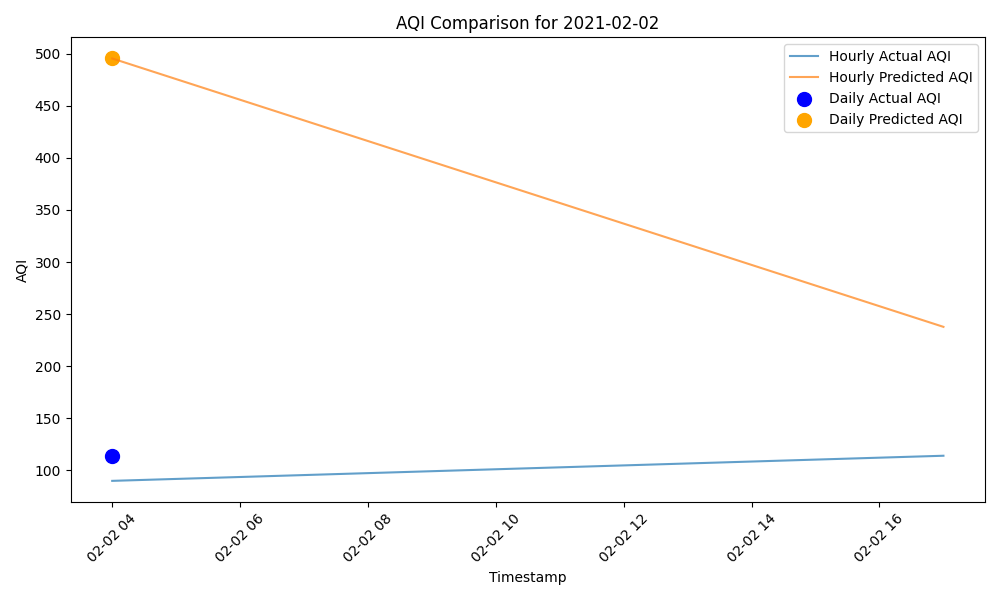 AQI Comparison for 2021-02-02
Hourly Actual AQI
Hourly Predicted AQI
Daily Actual AQI
Daily Predicted AQI
AQI
500
450
400
350
300
250
200
150
100
02-02 04
02-02 06
02-02 08
02-02 10
02-02 12
02-02 14
02-02 16
Timestamp